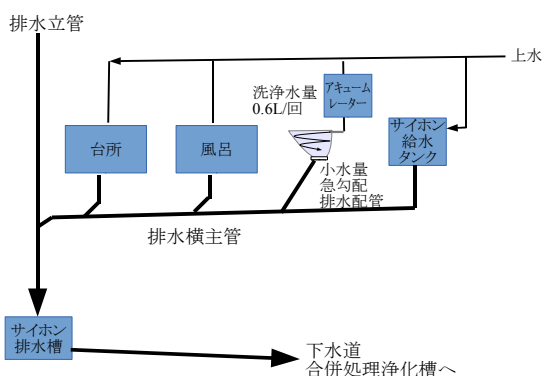 排水立管
上水
洗浄水量
0.6L/回
アキューム
レーター
台所
風呂
サイホン
給水
タンク
小水量
急勾配
排水配管
排水横主管
サイホン
排水槽
下水道
合併処理浄化槽へ